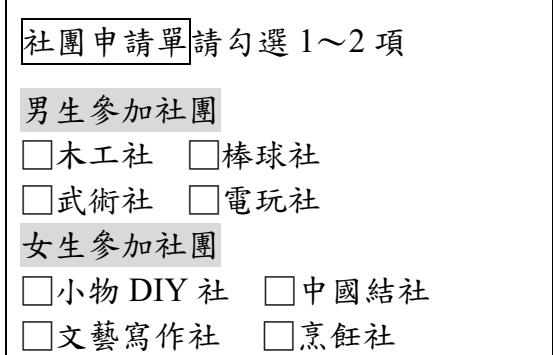 社團申請單請勾選 1～2 項
男生參加社團
□木工社 □棒球社
□武術社 □電玩社
女生參加社團
□小物 DIY 社 □中國結社
□文藝寫作社 □烹飪社